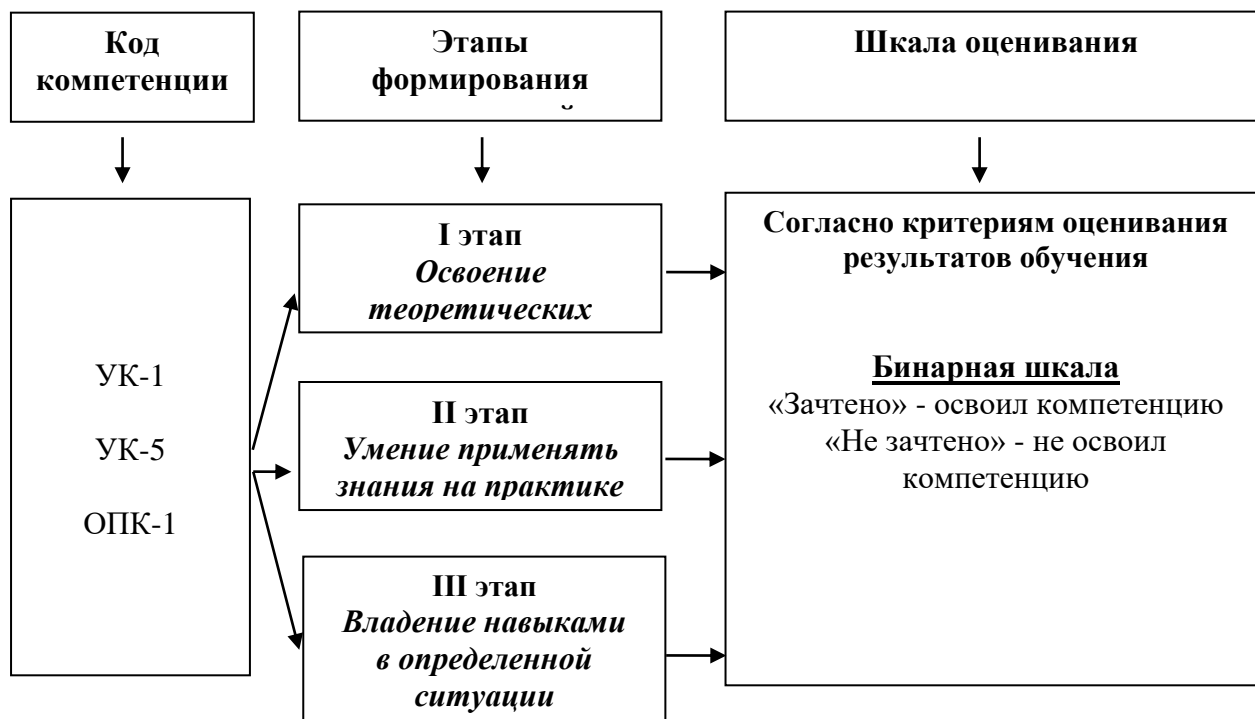 Код
компетенции
Этапы
формирования
Шкала оценивания
УК-1
УК-5
ОПК-1
I этап
Освоение
теоретических
II этап
Умение применять
знания на практике
III этап
Владение навыками
в определенной
ситуации
Согласно критериям оценивания
результатов обучения
Бинарная шкала
«Зачтено» - освоил компетенцию
«Не зачтено» - не освоил
компетенцию